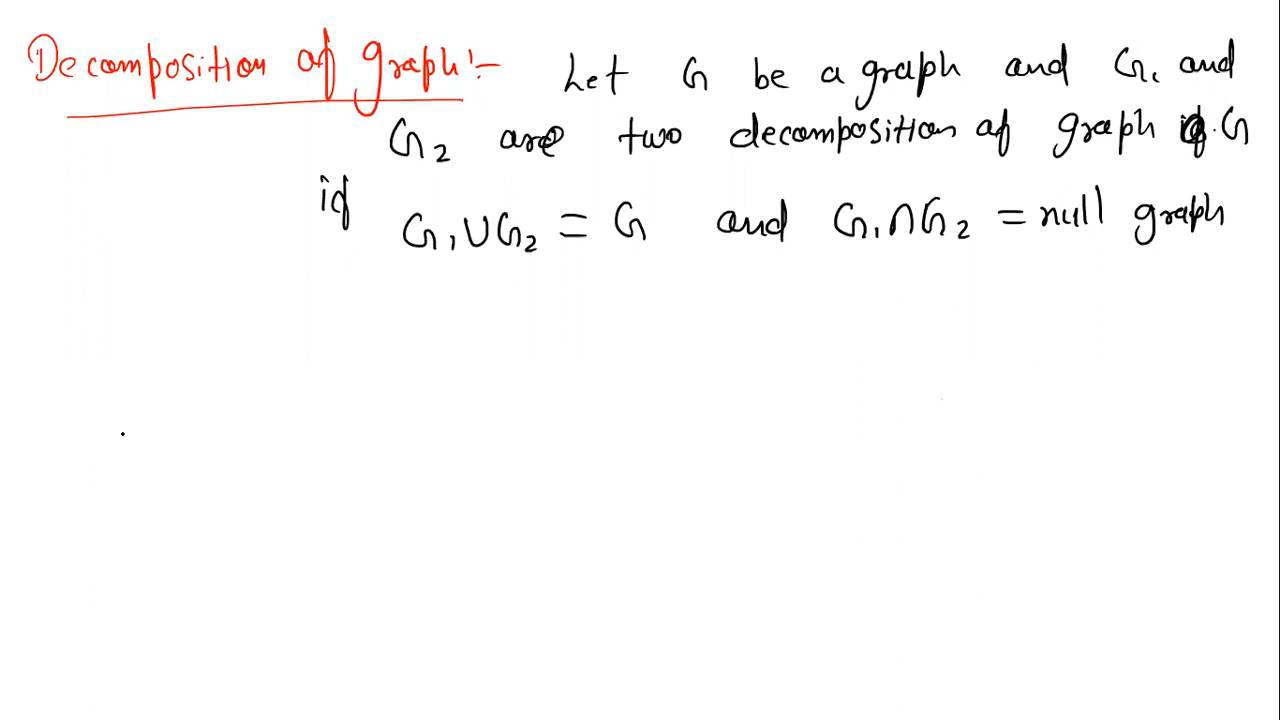 Decomposition of graph:- Let G be a graph and G1 and
G2 are two decomposition of graph G
if
G1 ∪ G2 = G and G1 ∩ G2 = null graph